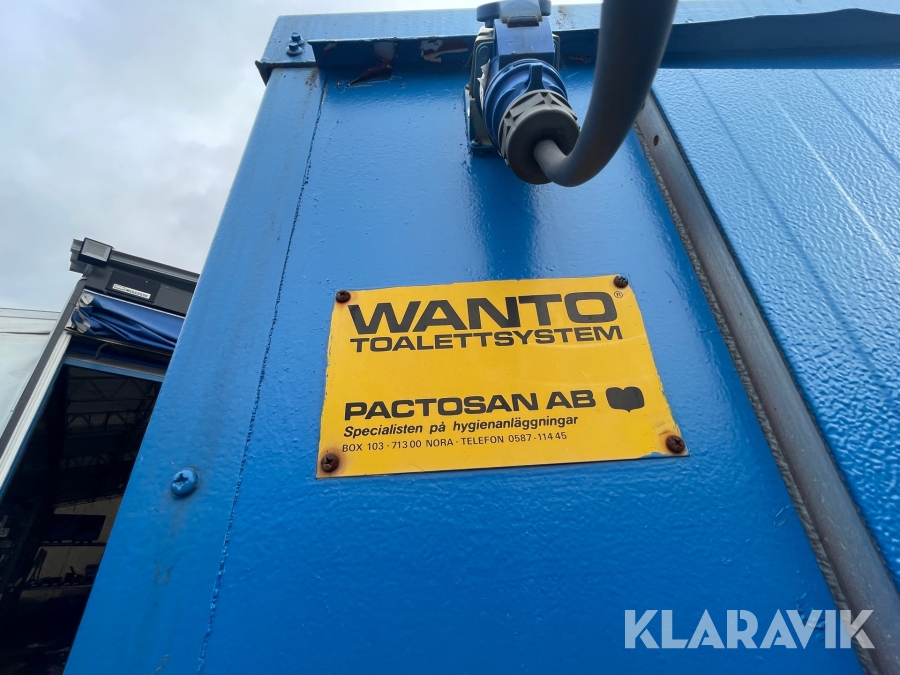 WANTO®
TOALETTSYSTEM
PACTOSAN AB
Specialisten på hygienanläggningar
BOX 103 · 713 00 NORA · TELEFON 0587-114 45
KLARAVIK